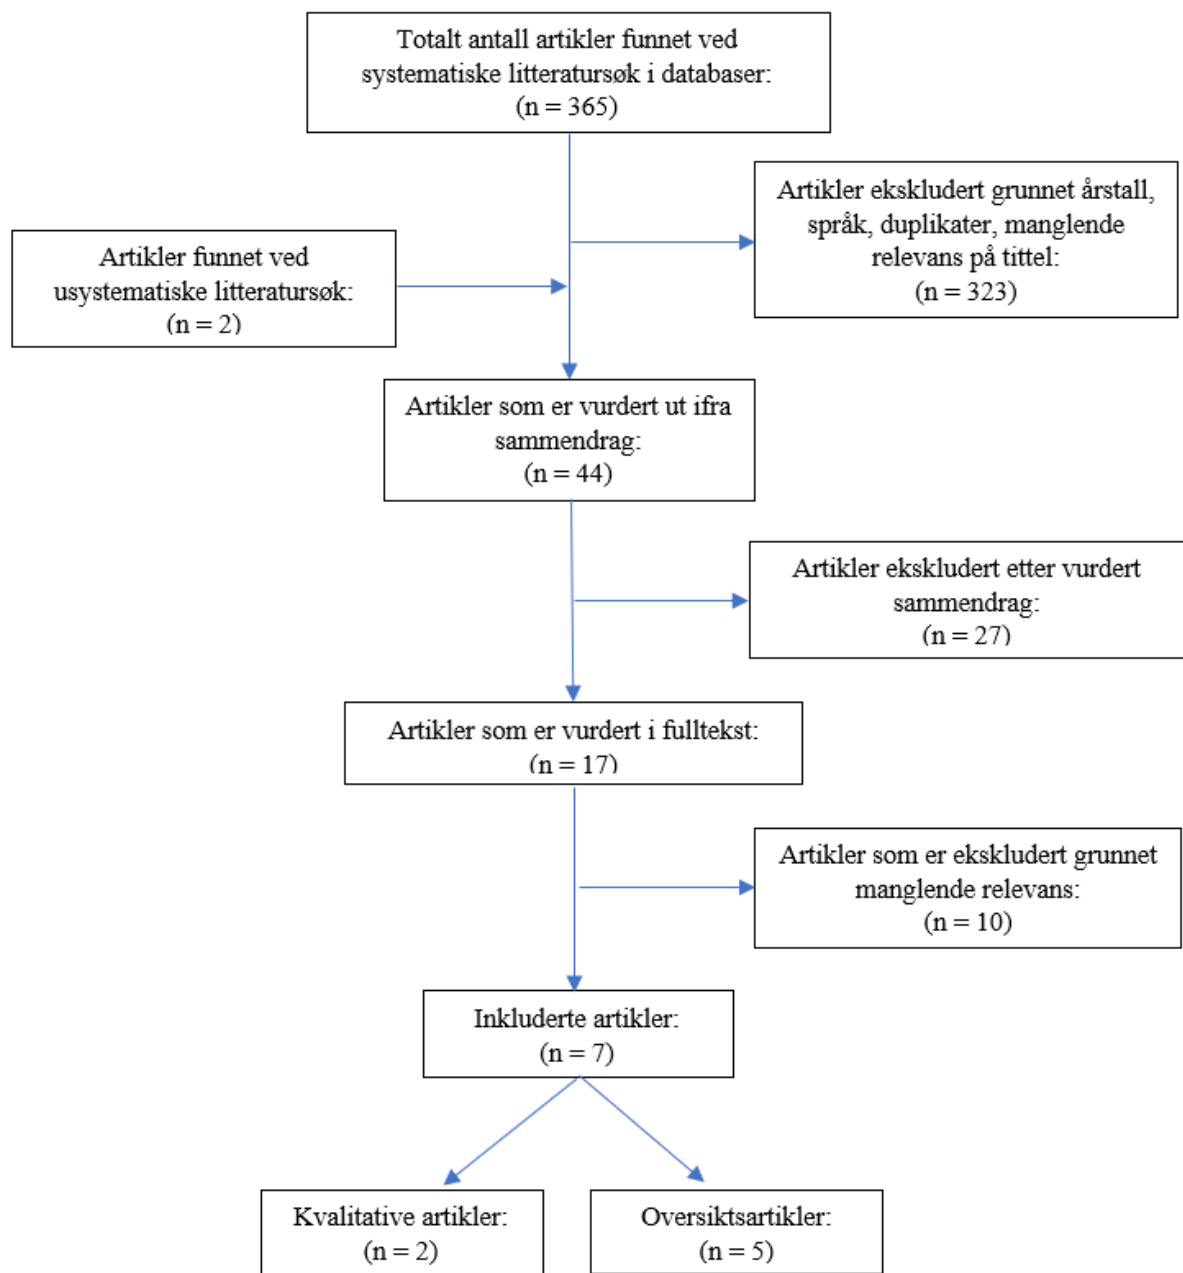 Totalt antall artikler funnet ved
systematiske litteratursøk i databaser:
(n = 365)
Artikler ekskludert grunnet årstall,
språk, duplikater, manglende
relevans på tittel:
(n = 323)
Artikler funnet ved
usystematiske litteratursøk:
(n = 2)
Artikler som er vurdert ut ifra
sammendrag:
(n = 44)
Artikler ekskludert etter vurdert
sammendrag:
(n = 27)
Artikler som er vurdert i fulltekst:
(n = 17)
Artikler som er ekskludert grunnet
manglende relevans:
(n = 10)
Inkluderte artikler:
(n = 7)
Kvalitative artikler:
(n = 2)
Oversiktsartikler:
(n = 5)